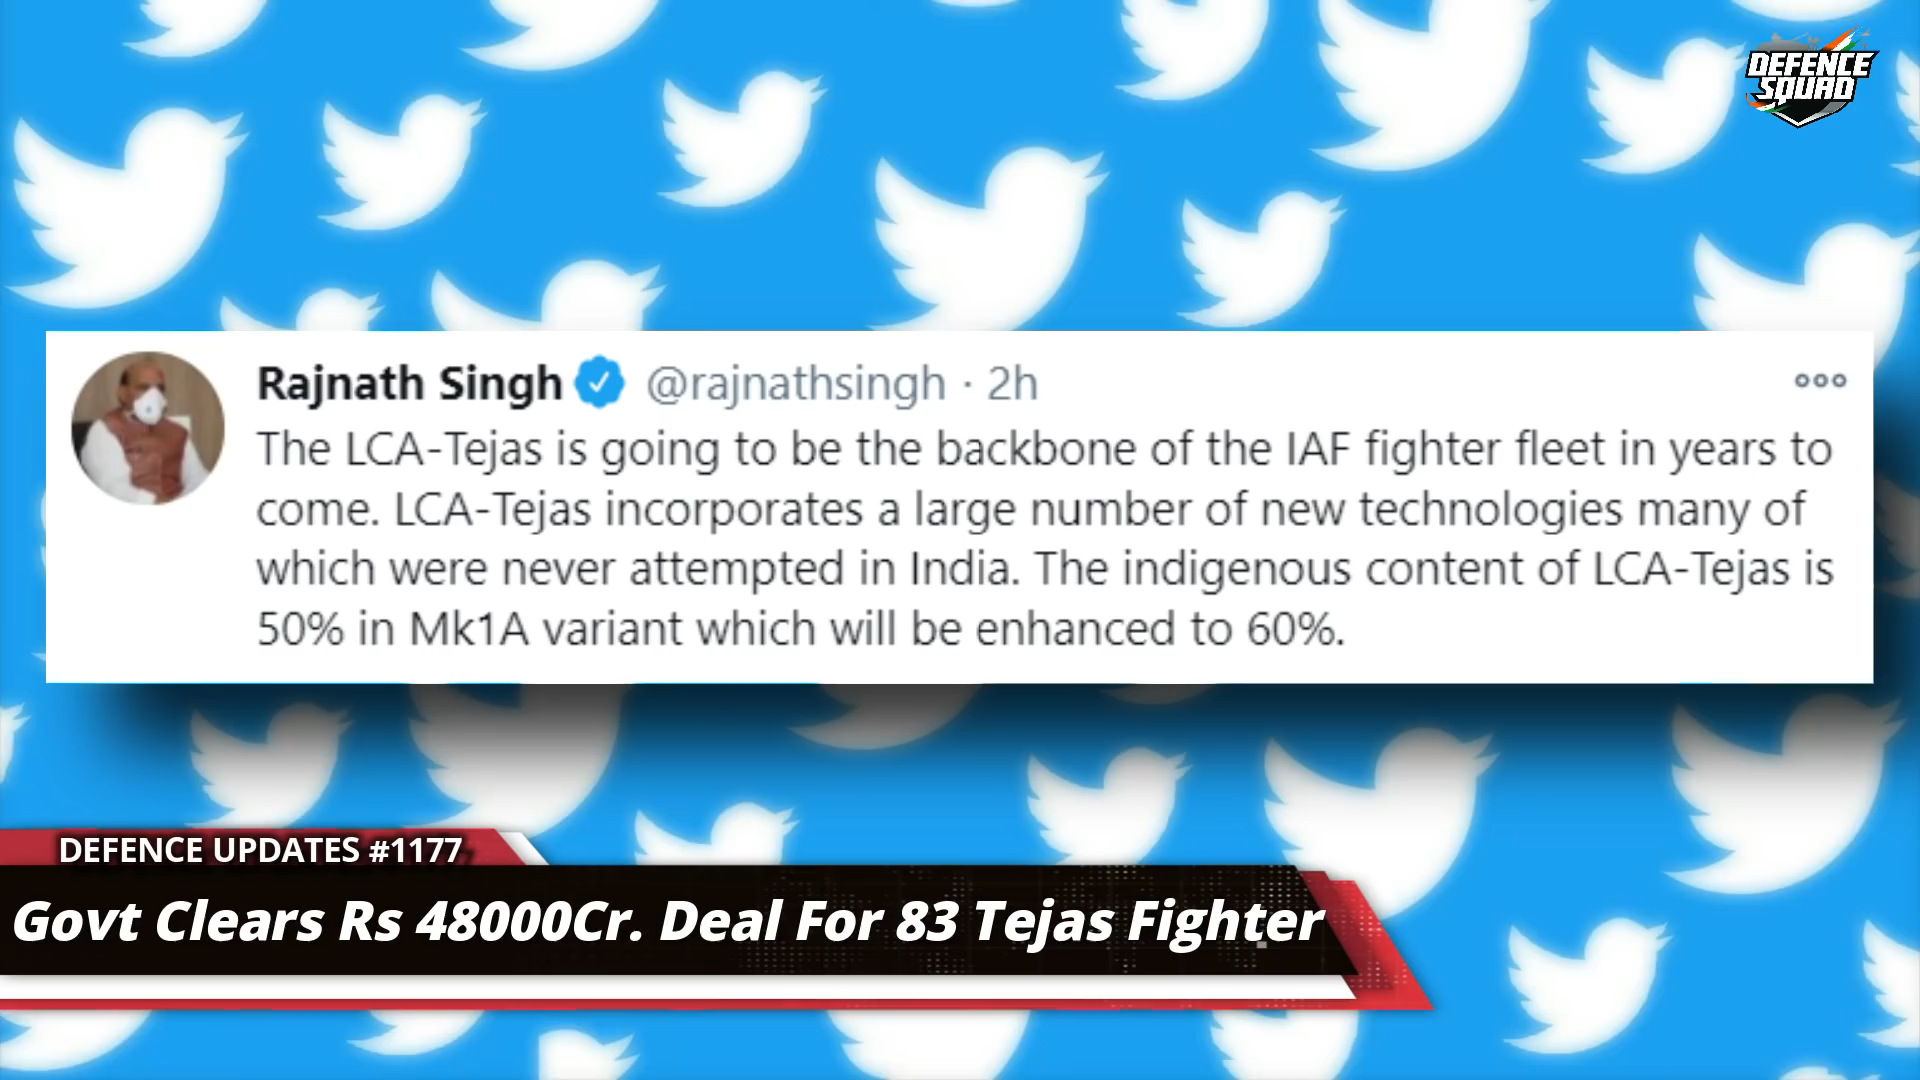 DEFENCE
SQUAD
Rajnath Singh @rajnathsingh · 2h
The LCA-Tejas is going to be the backbone of the IAF fighter fleet in years to
come. LCA-Tejas incorporates a large number of new technologies many of
which were never attempted in India. The indigenous content of LCA-Tejas is
50% in Mk1A variant which will be enhanced to 60%.
DEFENCE UPDATES #1177
Govt Clears Rs 48000Cr. Deal For 83 Tejas Fighter